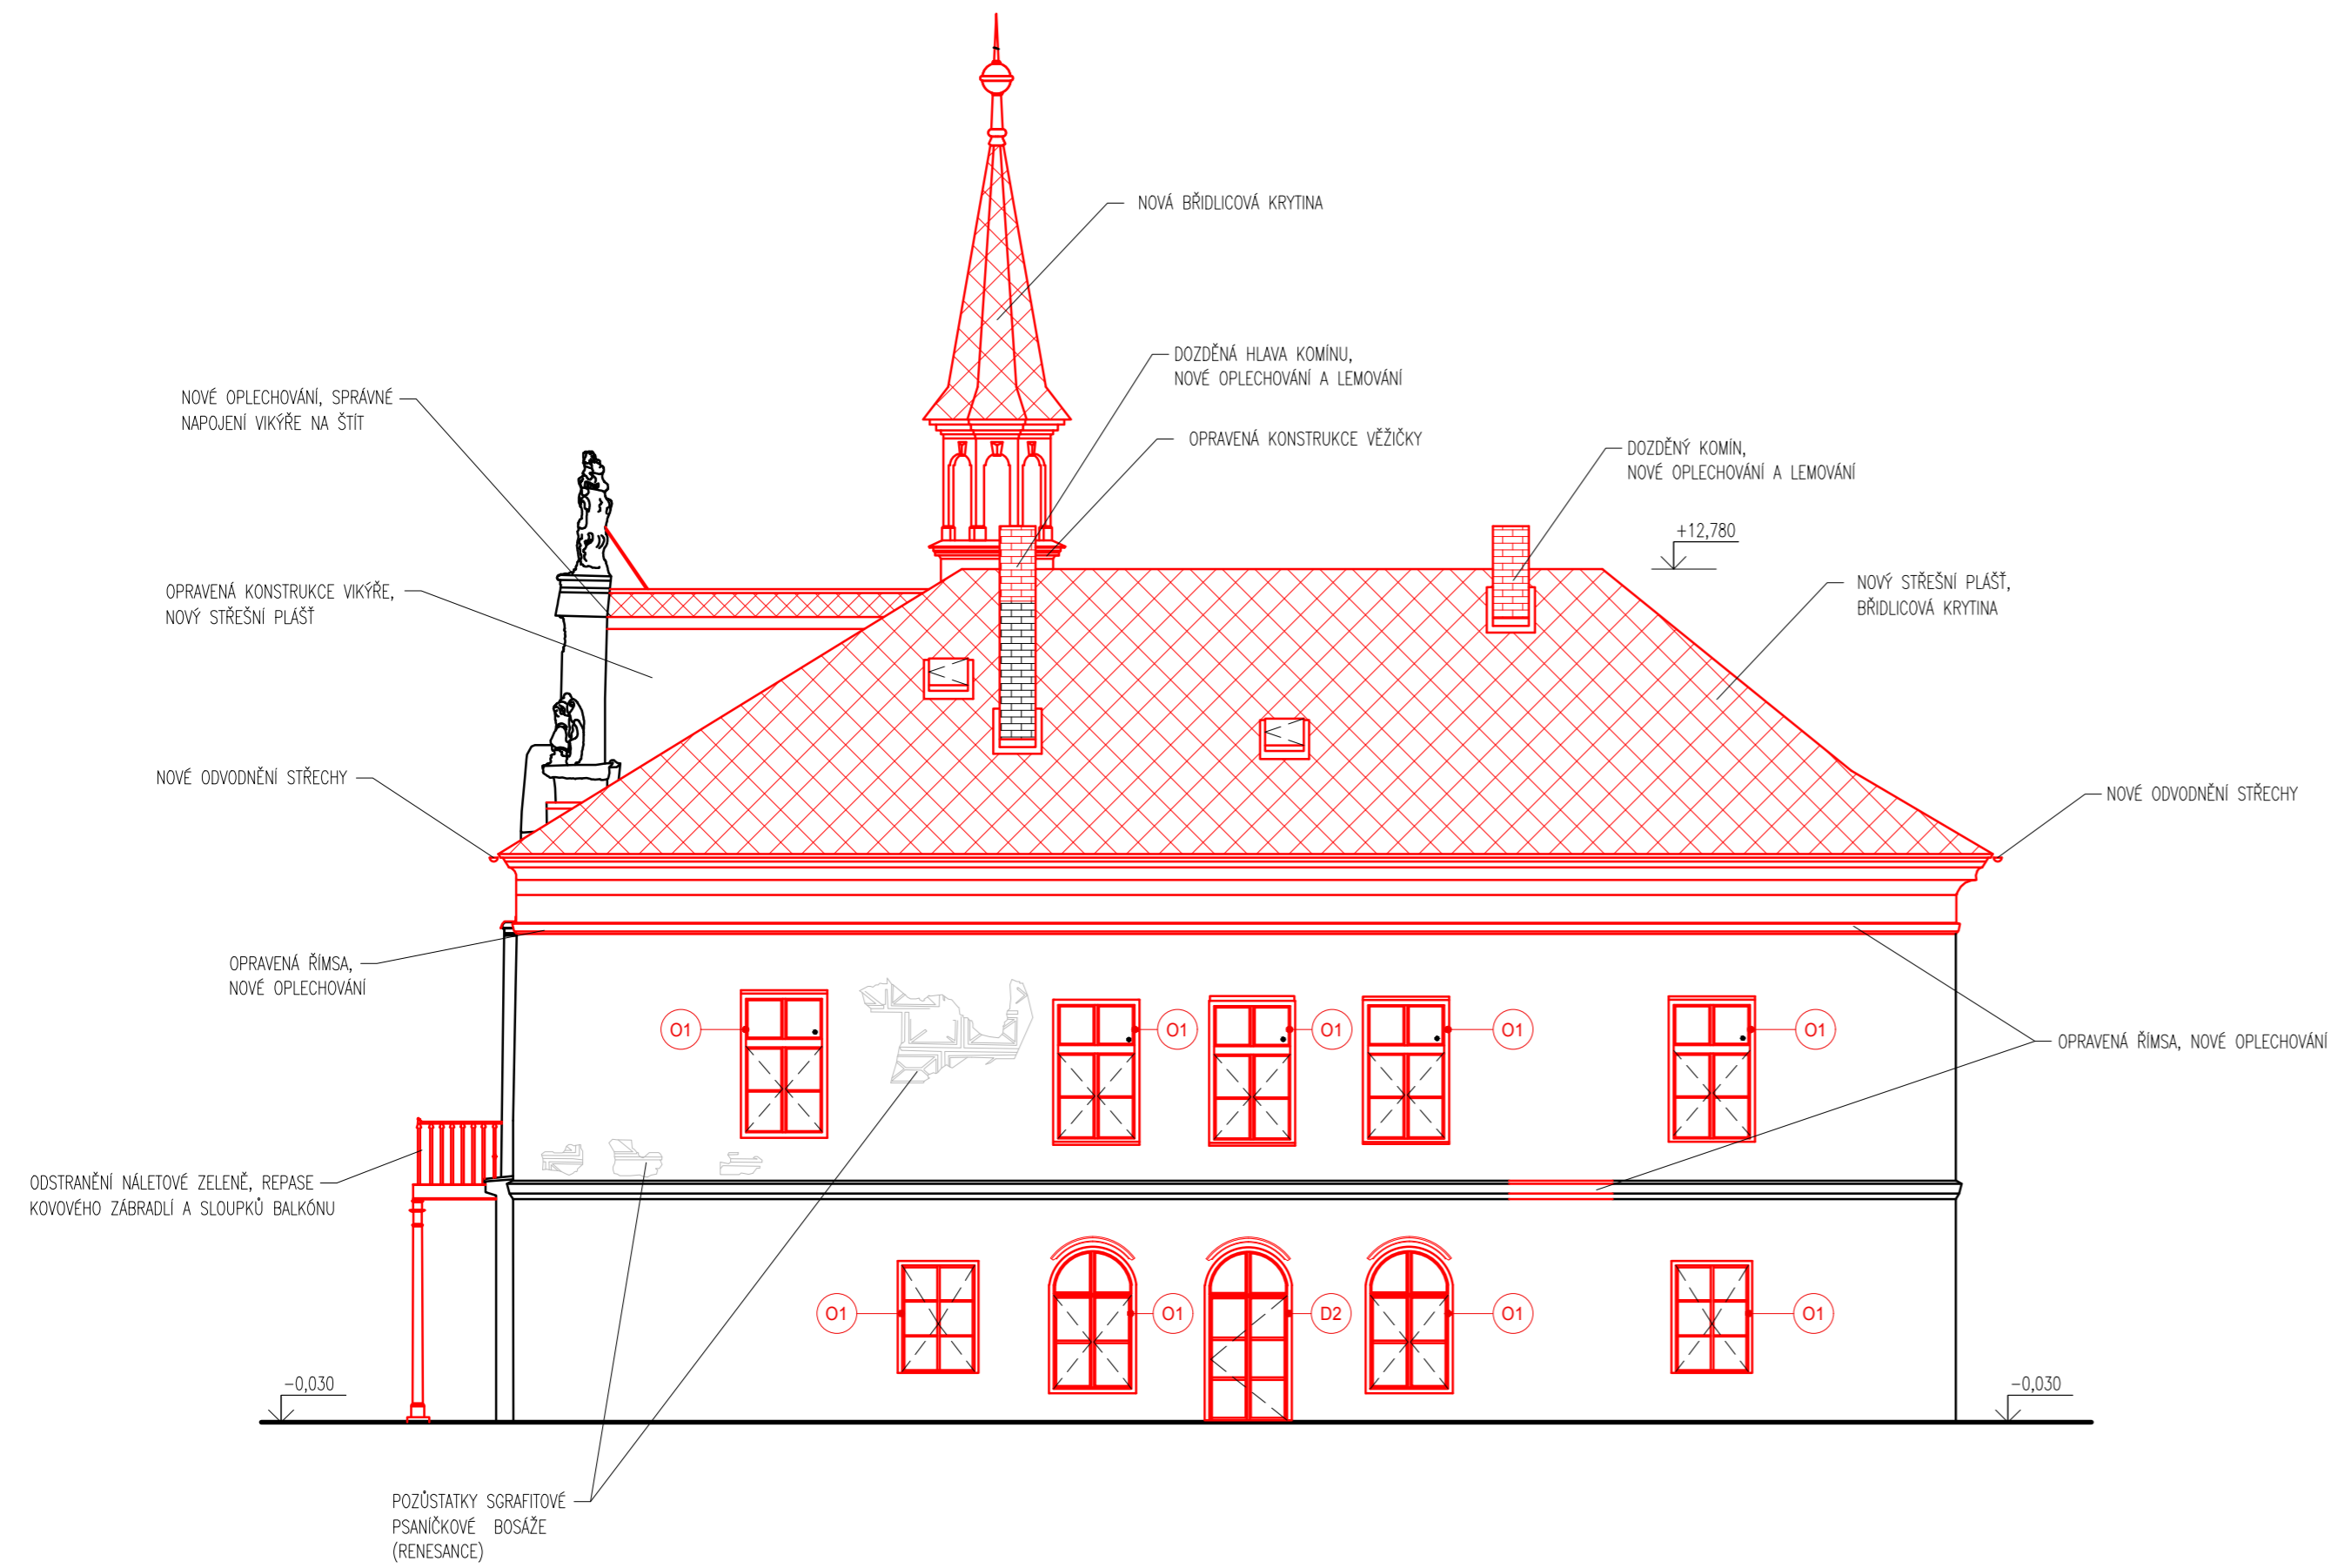 NOVÁ BŘIDLICOVÁ KRYTINA
DOZDĚNÁ HLAVA KOMÍNU,
NOVÉ OPLECHOVÁNÍ A LEMOVÁNÍ
NOVÉ OPLECHOVÁNÍ, SPRÁVNÉ
NAPOJENÍ VIKÝŘE NA ŠTÍT
OPRAVENÁ KONSTRUKCE VĚŽIČKY
DOZDĚNÝ KOMÍN,
NOVÉ OPLECHOVÁNÍ A LEMOVÁNÍ
+12,780
OPRAVENÁ KONSTRUKCE VIKÝŘE,
NOVÝ STŘEŠNÍ PLÁŠŤ
NOVÝ STŘEŠNÍ PLÁŠŤ,
BŘIDLICOVÁ KRYTINA
NOVÉ ODVODNĚNÍ STŘECHY
NOVÉ ODVODNĚNÍ STŘECHY
OPRAVENÁ ŘÍMSA,
NOVÉ OPLECHOVÁNÍ
O1
O1
O1
O1
O1
OPRAVENÁ ŘÍMSA, NOVÉ OPLECHOVÁNÍ
ODSTRANĚNÍ NÁLETOVÉ ZELENĚ, REPASE
KOVOVÉHO ZÁBRADLÍ A SLOUPKŮ BALKÓNU
O1
O1
D2
O1
O1
-0,030
-0,030
POZŮSTATKY SGRAFITOVÉ
PSANÍČKOVÉ BOSÁŽE
(RENESANCE)